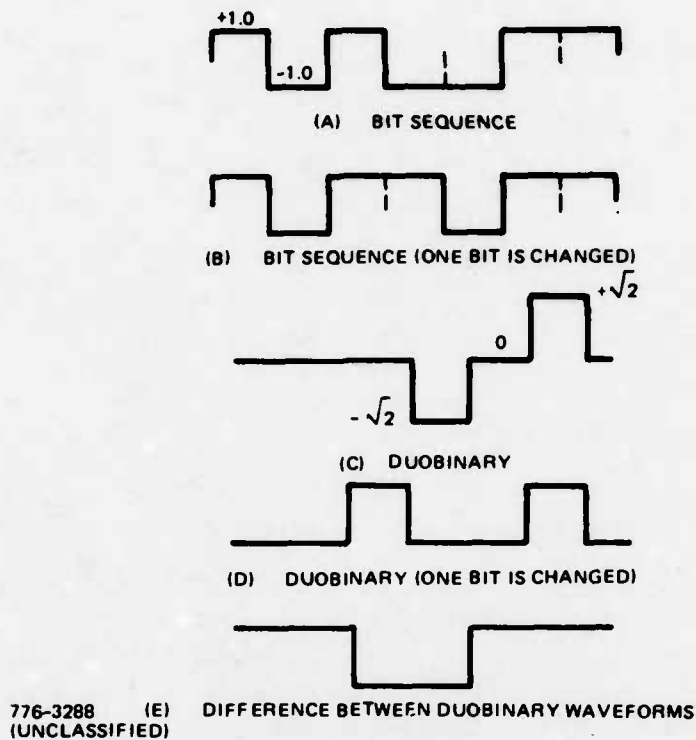 +1.0
-1.0
(A) BIT SEQUENCE
(B) BIT SEQUENCE (ONE BIT IS CHANGED)
+√2
0
-√2
(C) DUOBINARY
(D) DUOBINARY (ONE BIT IS CHANGED)
776-3288 (E) DIFFERENCE BETWEEN DUOBINARY WAVEFORMS
(UNCLASSIFIED)